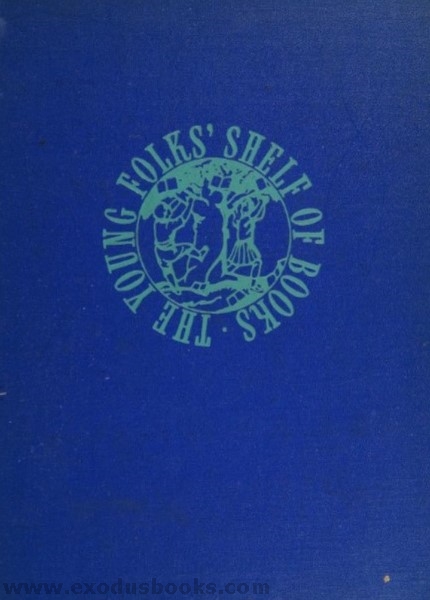 THE YOUNG FOLKS' SHELF OF BOOKS ·
www.exodusbooks.com